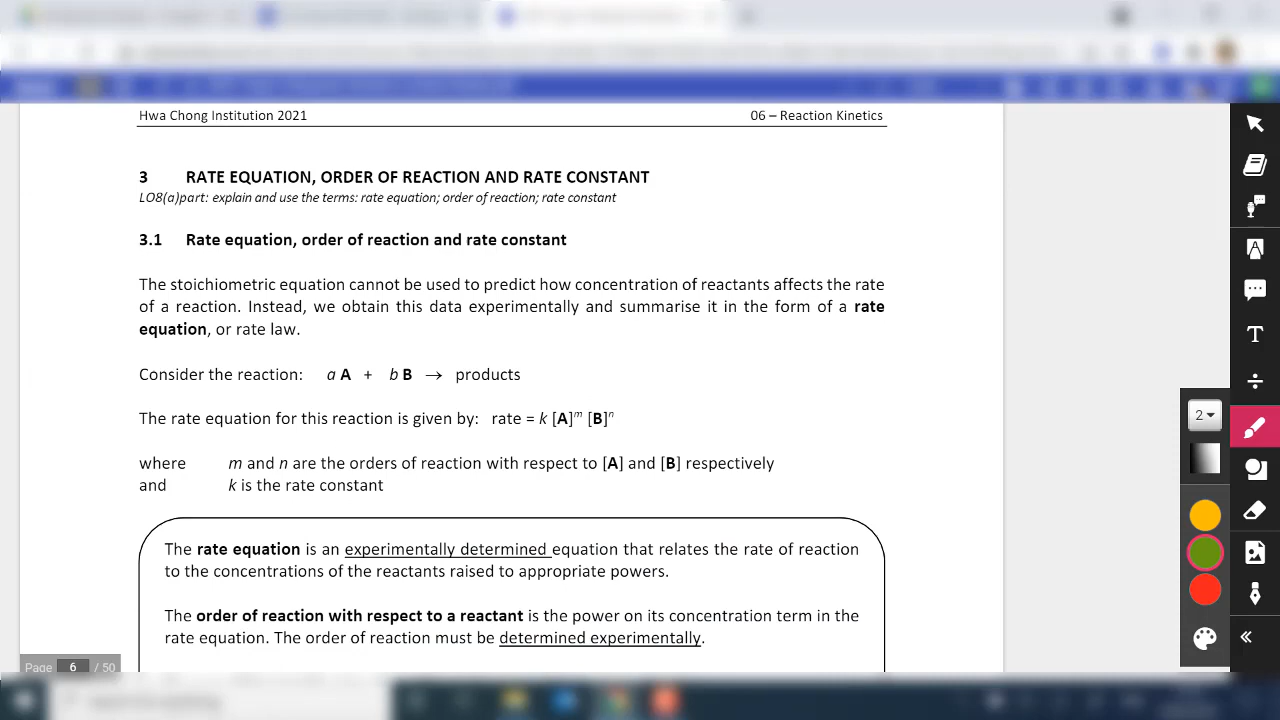 Hwa Chong Institution 2021 06 – Reaction Kinetics
3 RATE EQUATION, ORDER OF REACTION AND RATE CONSTANT
LO8(a)part: explain and use the terms: rate equation; order of reaction; rate constant
3.1 Rate equation, order of reaction and rate constant
The stoichiometric equation cannot be used to predict how concentration of reactants affects the rate
of a reaction. Instead, we obtain this data experimentally and summarise it in the form of a rate
equation, or rate law.
Consider the reaction: a A + b B → products
The rate equation for this reaction is given by: rate = k [A]ᵐ [B]ⁿ
where m and n are the orders of reaction with respect to [A] and [B] respectively
and k is the rate constant
The rate equation is an experimentally determined equation that relates the rate of reaction
to the concentrations of the reactants raised to appropriate powers.
The order of reaction with respect to a reactant is the power on its concentration term in the
rate equation. The order of reaction must be determined experimentally.
Page 6 / 50
2